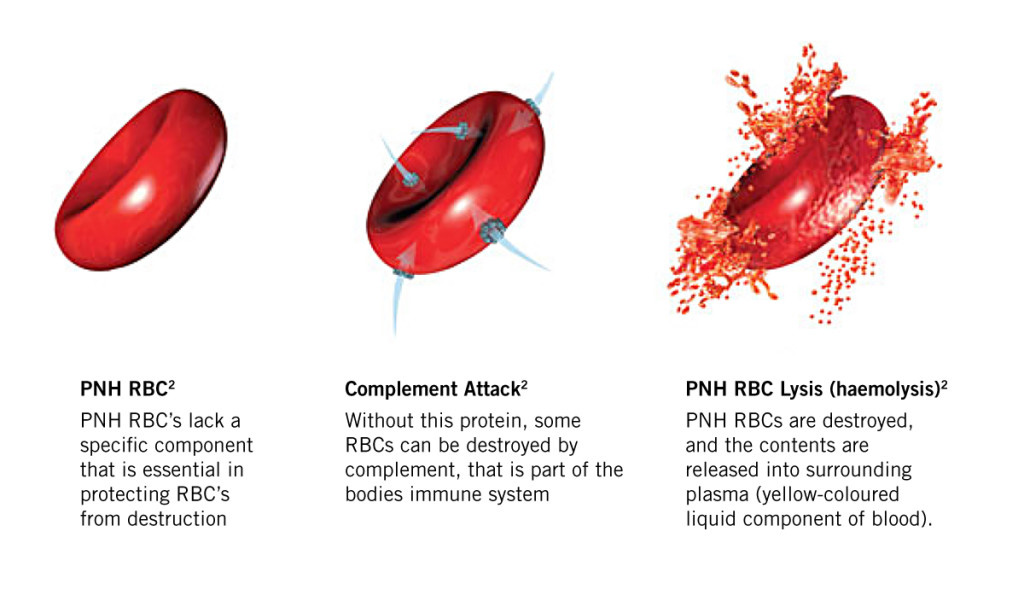 PNH RBC²
PNH RBC’s lack a
specific component
that is essential in
protecting RBC’s
from destruction
Complement Attack²
Without this protein, some
RBCs can be destroyed by
complement, that is part of the
bodies immune system
PNH RBC Lysis (haemolysis)²
PNH RBCs are destroyed,
and the contents are
released into surrounding
plasma (yellow-coloured
liquid component of blood).